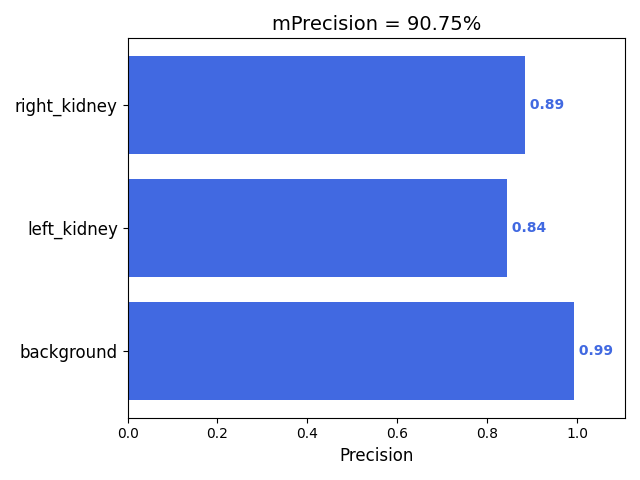 mPrecision = 90.75%
right_kidney
0.89
left_kidney
0.84
background
0.99
0.0 0.2 0.4 0.6 0.8 1.0
Precision